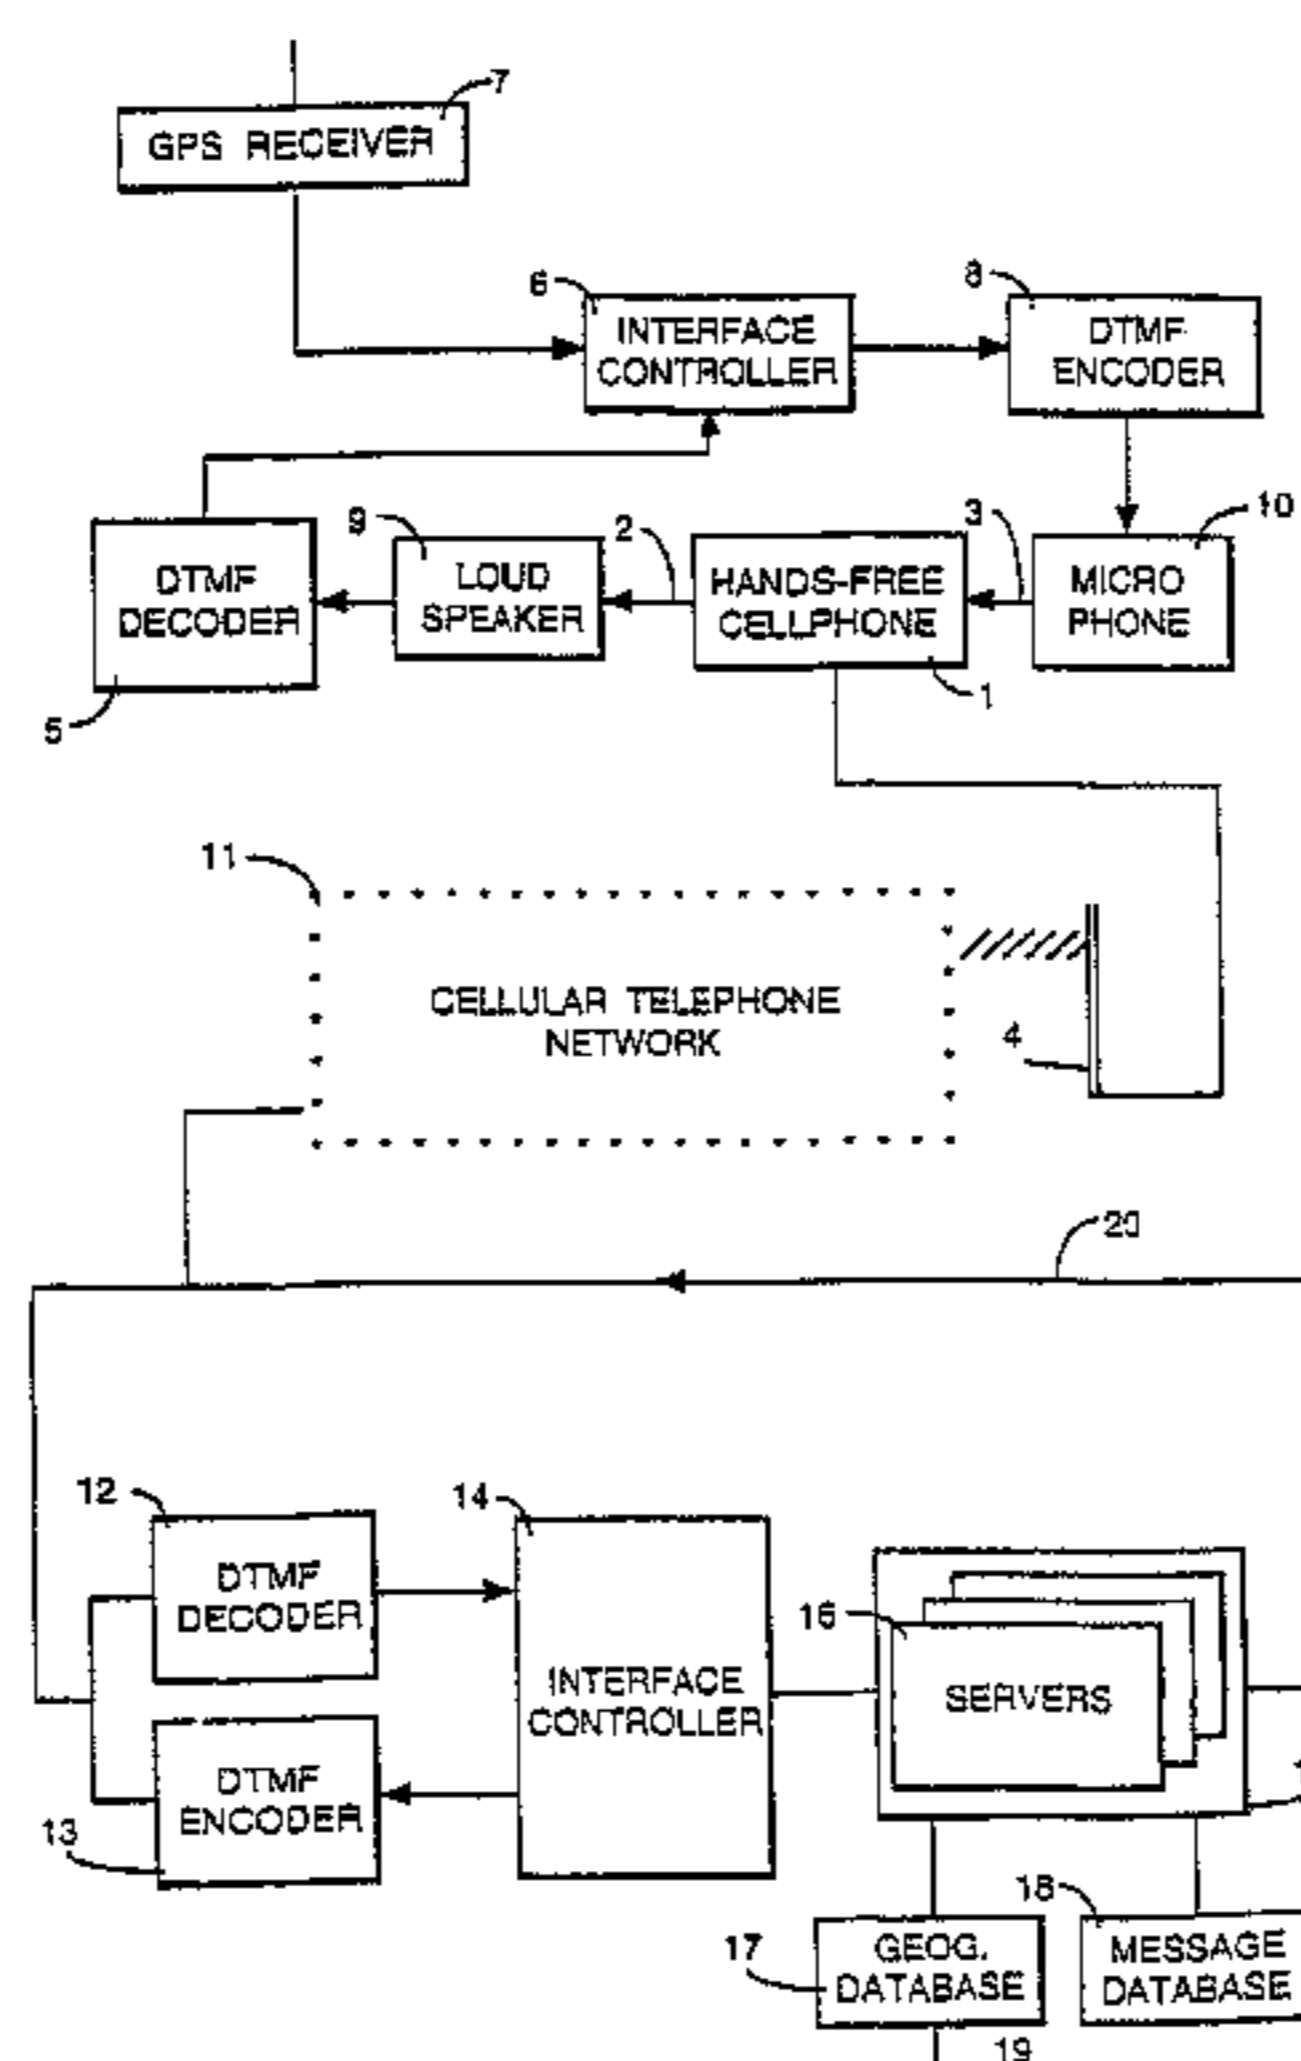 7
GPS RECEIVER
6
8
INTERFACE
CONTROLLER
DTMF
ENCODER
9
2
3
10
DTMF
DECODER
LOUD
SPEAKER
HANDS-FREE
CELLPHONE
MICRO
PHONE
5
1
11
CELLULAR TELEPHONE
NETWORK
4
20
12
14
DTMF
DECODER
16
INTERFACE
CONTROLLER
SERVERS
DTMF
ENCODER
13
18
17
GEOG.
DATABASE
MESSAGE
DATABASE
19